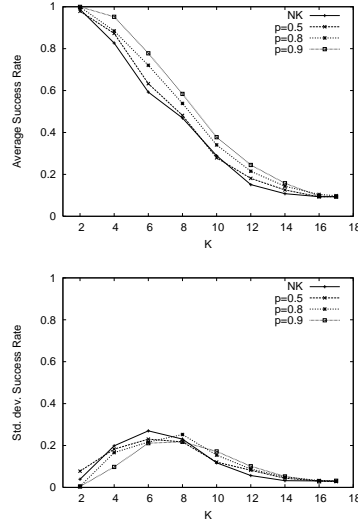 1
0.8
0.6
0.4
0.2
0
2 4 6 8 10 12 14 16 18
K
Average Success Rate
NK
p=0.5
p=0.8
p=0.9
1
0.8
0.6
0.4
0.2
0
2 4 6 8 10 12 14 16 18
K
Std. dev. Success Rate
NK
p=0.5
p=0.8
p=0.9